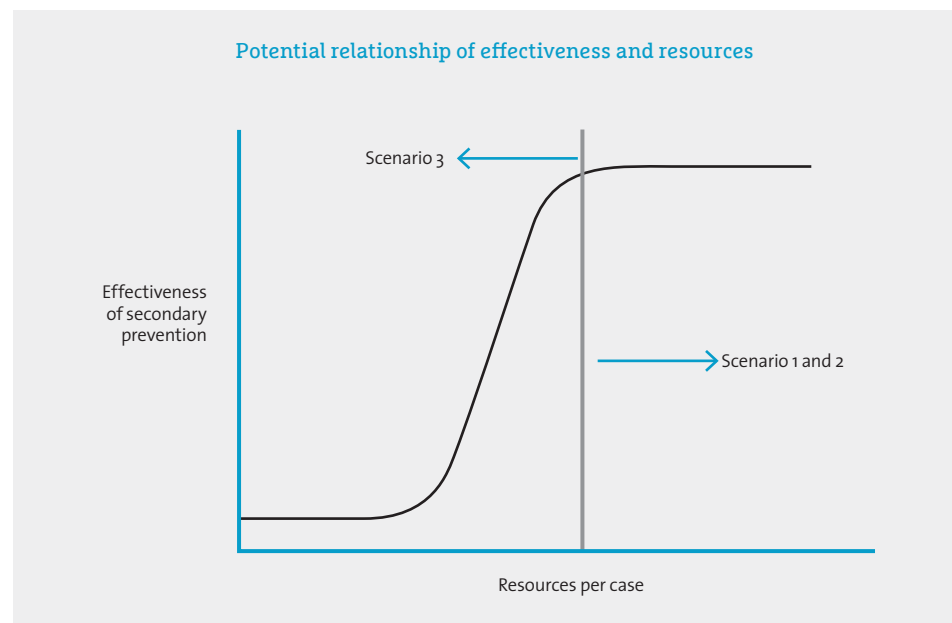 Potential relationship of effectiveness and resources
Scenario 3
Effectiveness
of secondary
prevention
Scenario 1 and 2
Resources per case